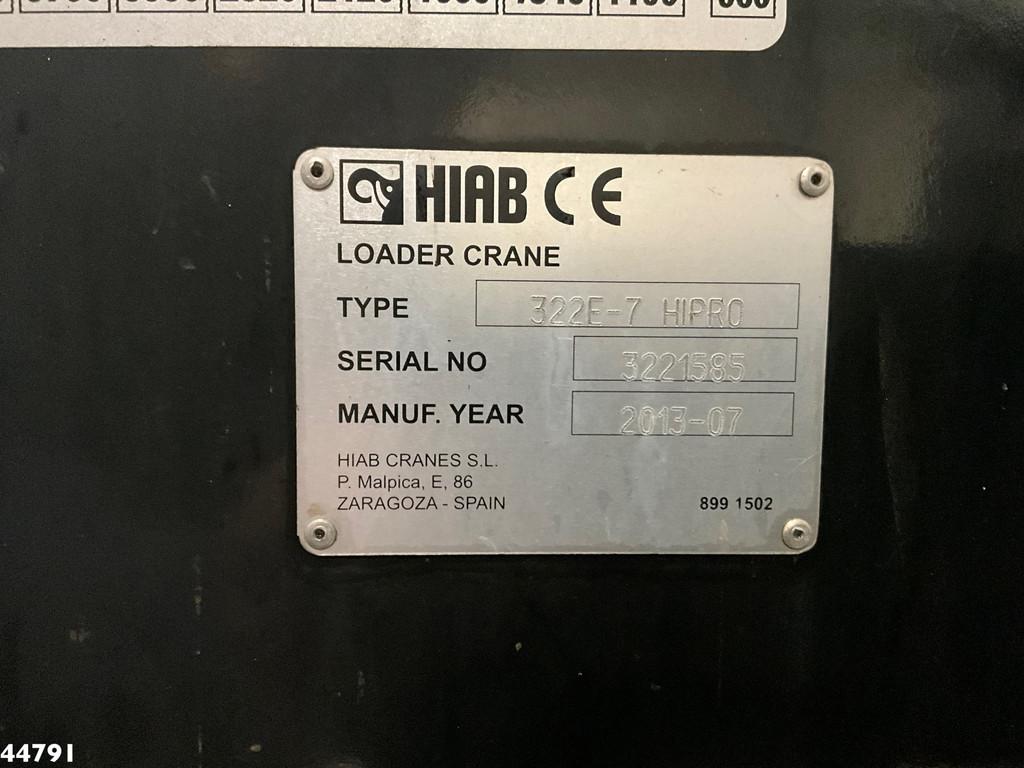 HIAB CE
LOADER CRANE
TYPE 322E-7 HIPRO
SERIAL NO 3221585
MANUF. YEAR 2013-07
HIAB CRANES S.L.
P. Malpica, E, 86
ZARAGOZA - SPAIN 899 1502
44791